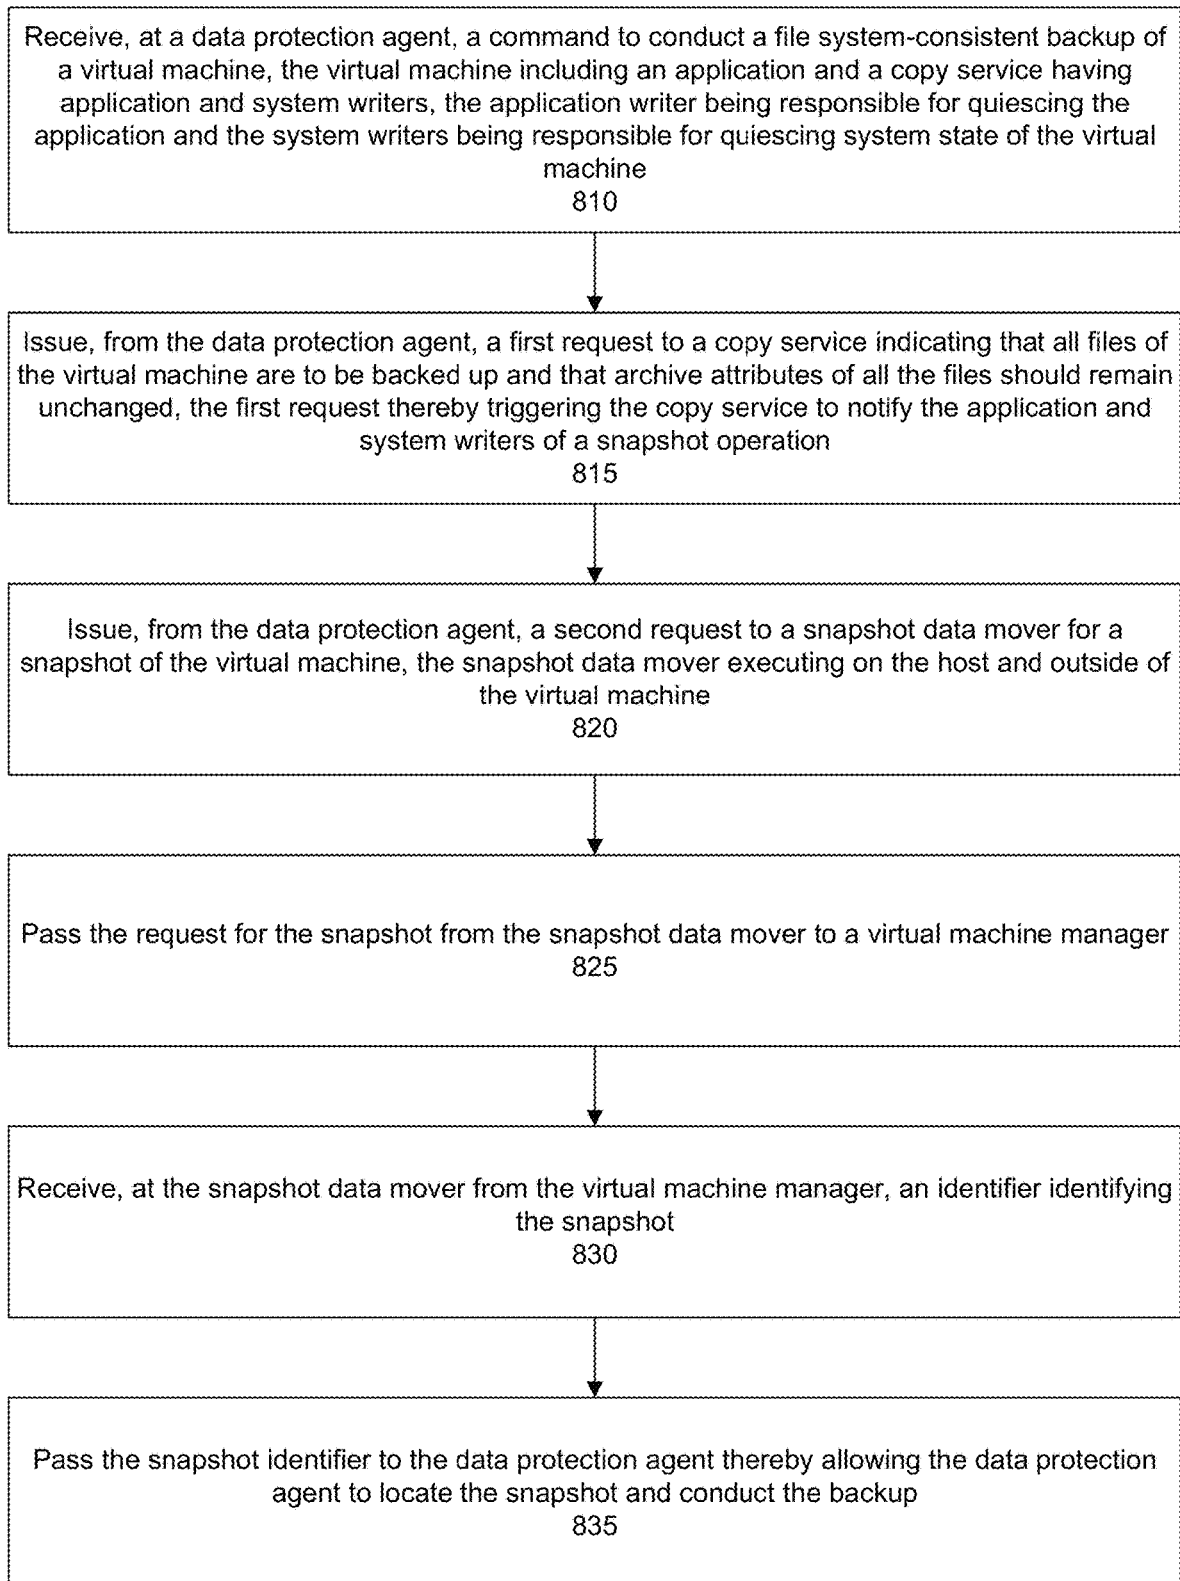 Receive, at a data protection agent, a command to conduct a file system-consistent backup of
a virtual machine, the virtual machine including an application and a copy service having
application and system writers, the application writer being responsible for quiescing the
application and the system writers being responsible for quiescing system state of the virtual
machine
810
Issue, from the data protection agent, a first request to a copy service indicating that all files of
the virtual machine are to be backed up and that archive attributes of all the files should remain
unchanged, the first request thereby triggering the copy service to notify the application and
system writers of a snapshot operation
815
Issue, from the data protection agent, a second request to a snapshot data mover for a
snapshot of the virtual machine, the snapshot data mover executing on the host and outside of
the virtual machine
820
Pass the request for the snapshot from the snapshot data mover to a virtual machine manager
825
Receive, at the snapshot data mover from the virtual machine manager, an identifier identifying
the snapshot
830
Pass the snapshot identifier to the data protection agent thereby allowing the data protection
agent to locate the snapshot and conduct the backup
835